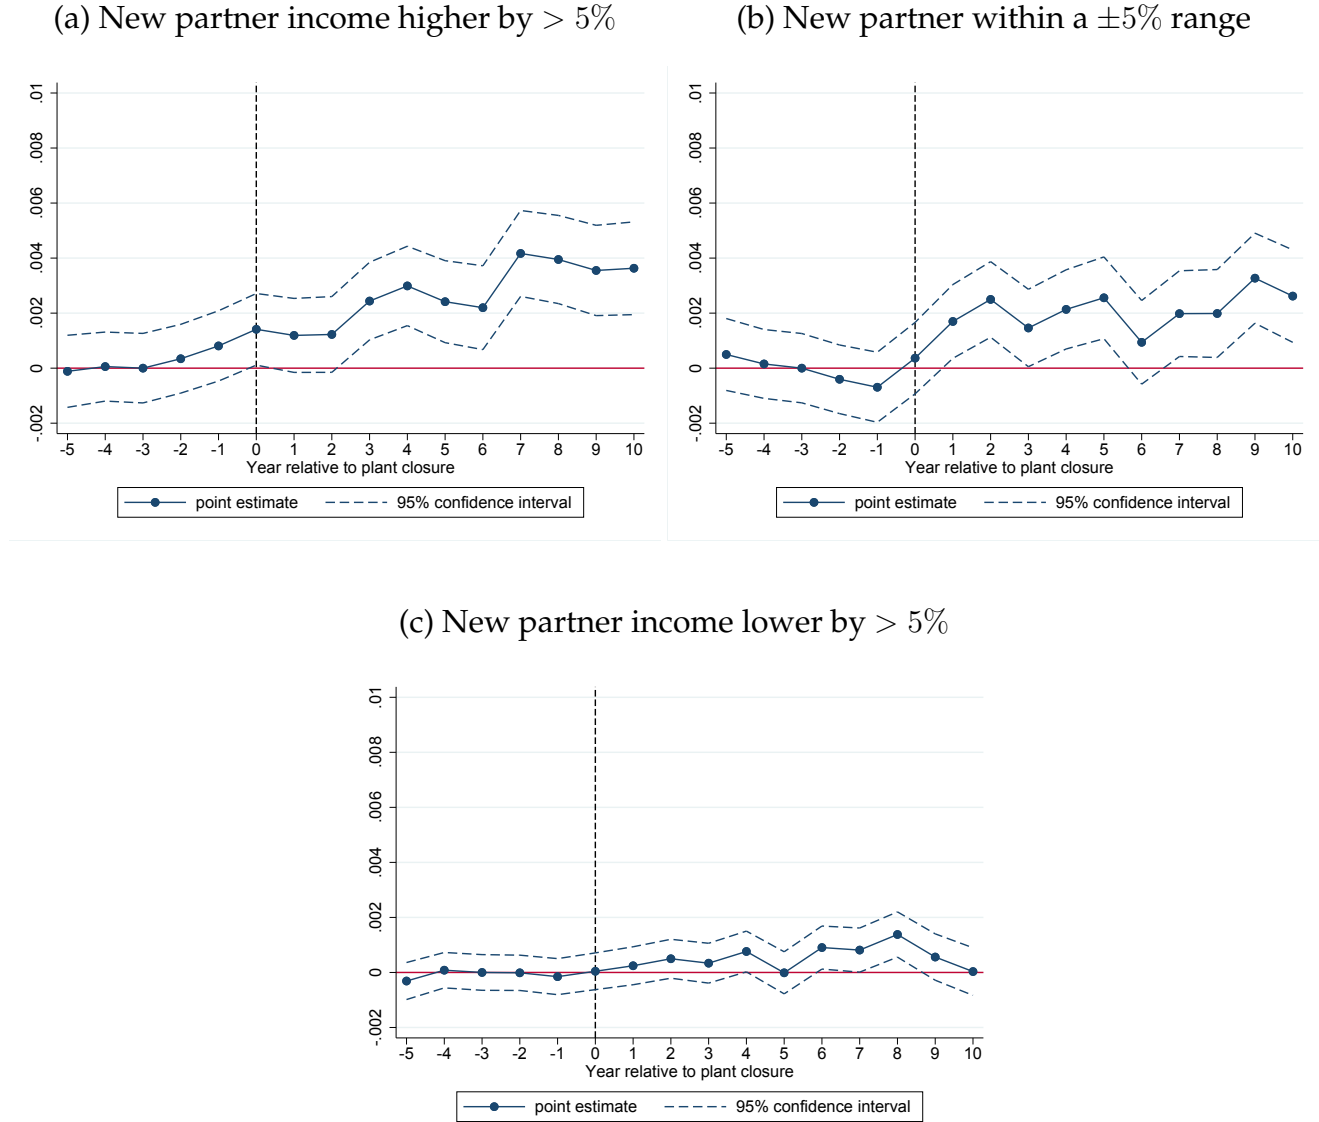 (a) New partner income higher by > 5%
.01
.008
.006
.004
.002
0
-.002
-5 -4 -3 -2 -1 0 1 2 3 4 5 6 7 8 9 10
Year relative to plant closure
point estimate 95% confidence interval
(b) New partner within a ±5% range
.01
.008
.006
.004
.002
0
-.002
-5 -4 -3 -2 -1 0 1 2 3 4 5 6 7 8 9 10
Year relative to plant closure
point estimate 95% confidence interval
(c) New partner income lower by > 5%
.01
.008
.006
.004
.002
0
-.002
-5 -4 -3 -2 -1 0 1 2 3 4 5 6 7 8 9 10
Year relative to plant closure
point estimate 95% confidence interval